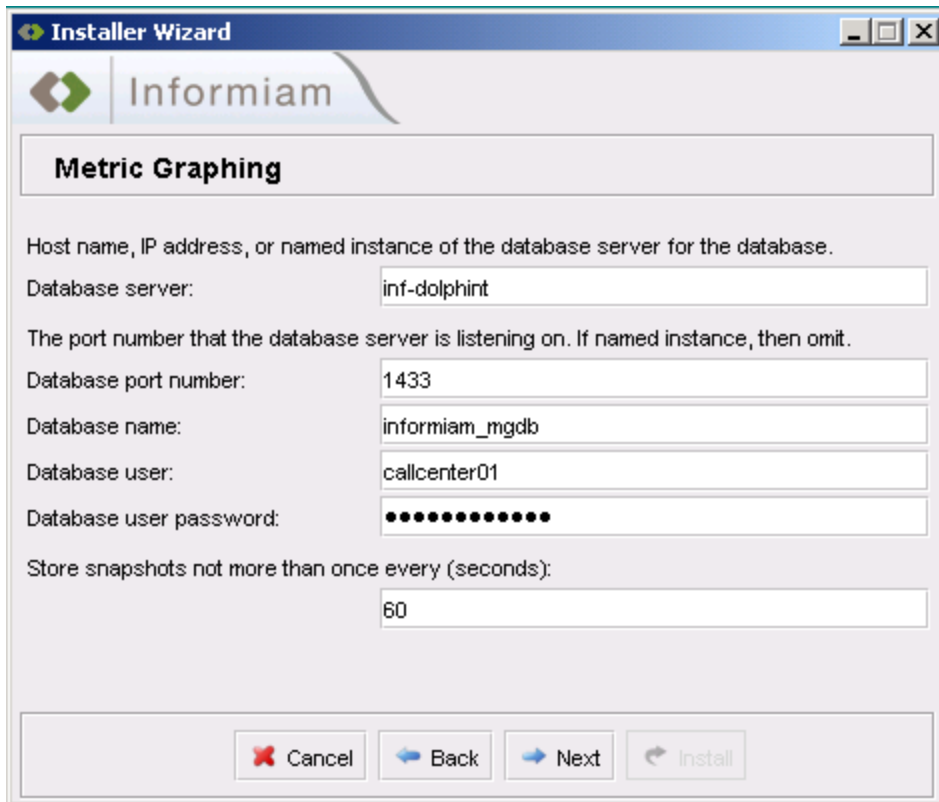 Installer Wizard
Informiam
Metric Graphing
Host name, IP address, or named instance of the database server for the database.
Database server: inf-dolphint
The port number that the database server is listening on. If named instance, then omit.
Database port number: 1433
Database name: informiam_mgdb
Database user: callcenter01
Database user password: ●●●●●●●●●●●●
Store snapshots not more than once every (seconds):
60
Cancel Back Next Install